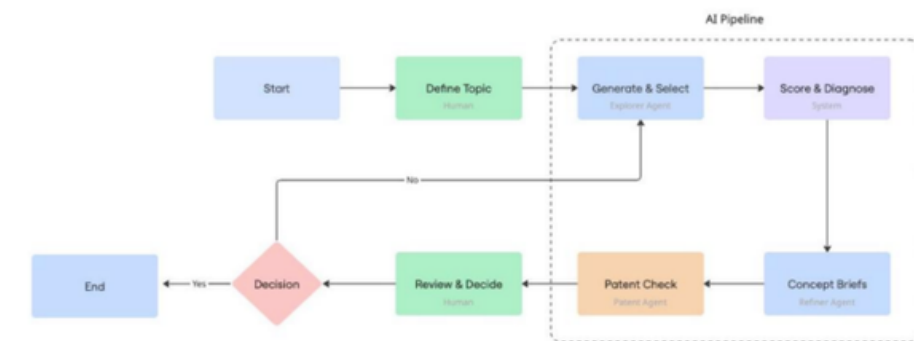 AI Pipeline
Start
Define Topic
Human
Generate & Select
Explorer Agent
Score & Diagnose
System
No
End
Yes
Decision
Review & Decide
Human
Patent Check
Patent Agent
Concept Briefs
Refiner Agent